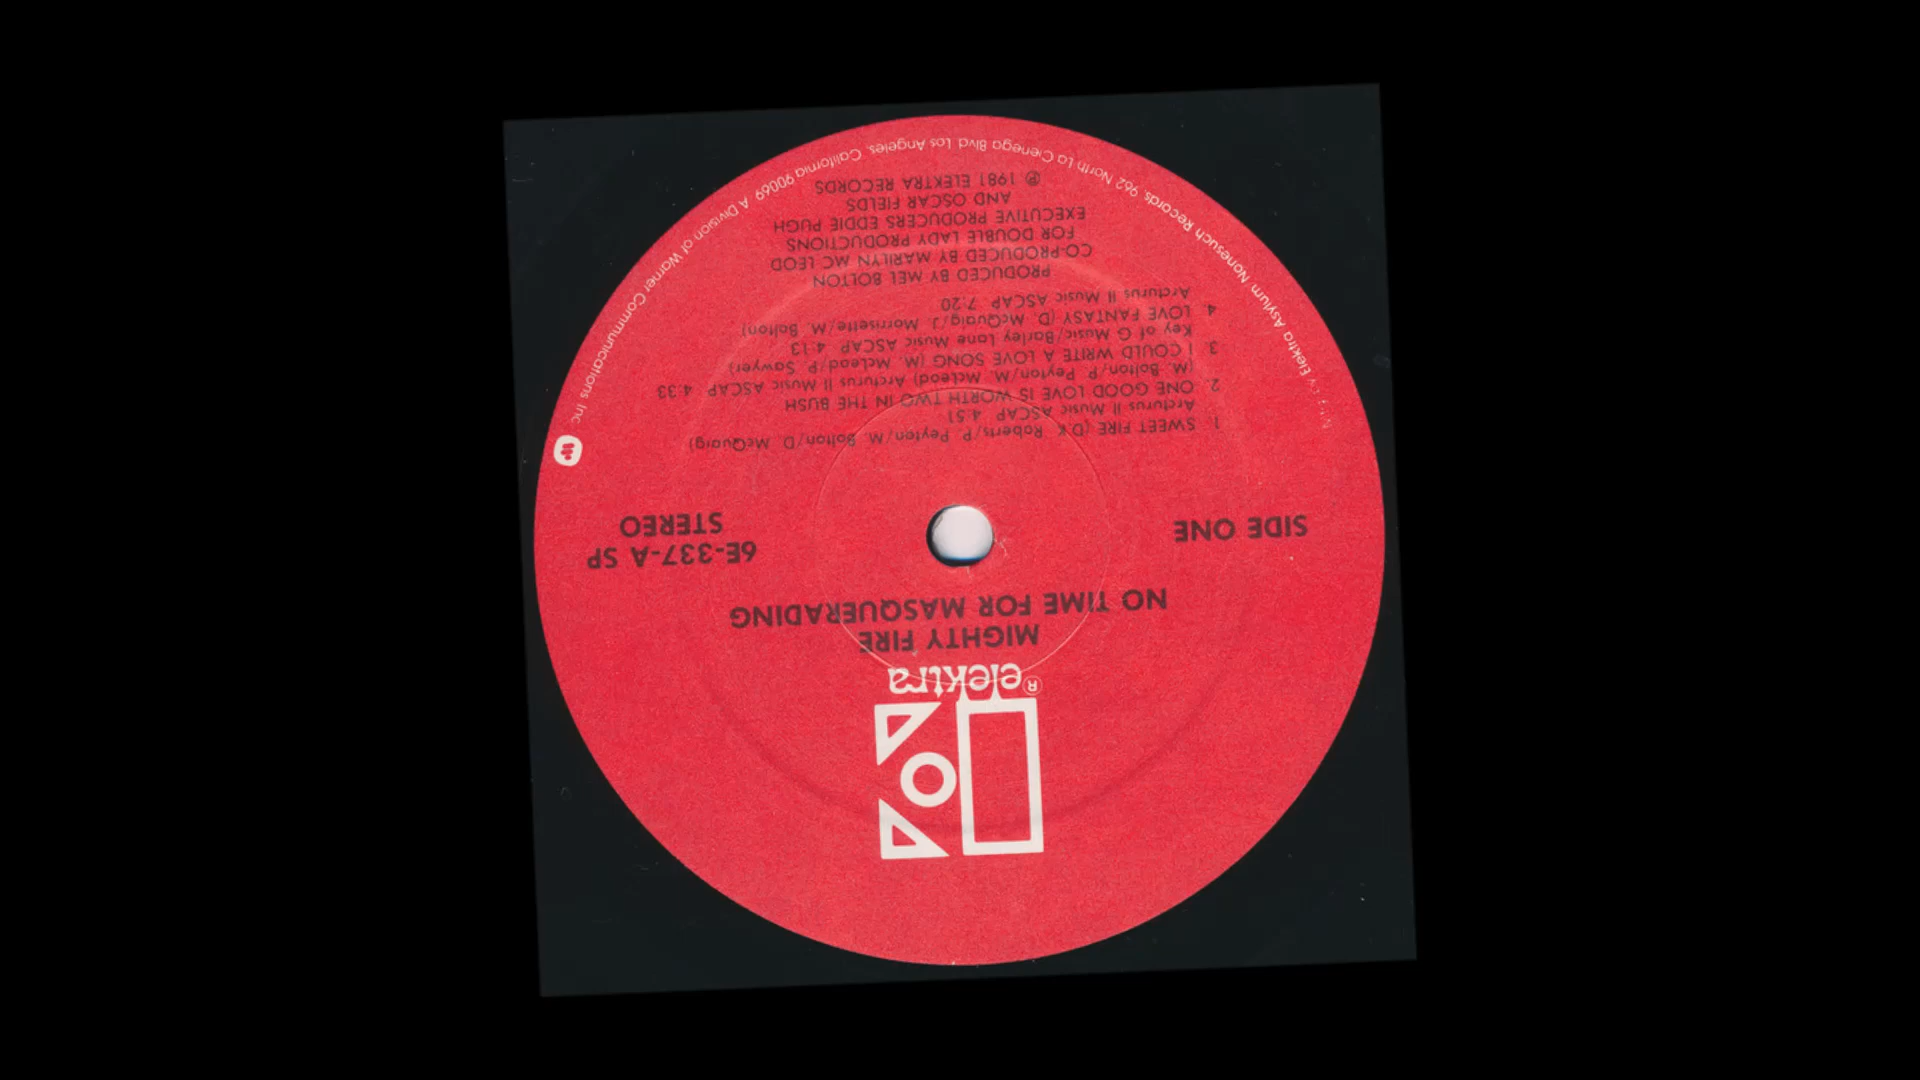 elektra®
MIGHTY FIRE
NO TIME FOR MASQUERADING
SIDE ONE
6E-337-A SP
STEREO
1. SWEET FIRE (D.K. Roberts/P. Peyton/M. Bolton/D. McQuaig)
Arcturus II Music ASCAP 4:51
2. ONE GOOD LOVE IS WORTH TWO IN THE BUSH
(M. Bolton/P. Peyton/M. McLeod) Arcturus II Music ASCAP 4:33
3. I COULD WRITE A LOVE SONG (M. McLead/P. Sawyer)
Key of G Music/Barley Lane Music ASCAP 4:13
4. LOVE FANTASY (D. McQuaig/J. Morrisette/M. Bolton)
Arcturus II Music ASCAP 7:20
PRODUCED BY MEL BOLTON
CO-PRODUCED BY MARILYN MC LEOD
FOR DOUBLE LADY PRODUCTIONS
EXECUTIVE PRODUCERS EDDIE PUGH
AND OSCAR FIELDS
℗ 1981 ELEKTRA RECORDS
Elektra Asylum Nonesuch Records, 962 North La Cienega Blvd, Los Angeles, California 90069 A Division of Warner Communications Inc.